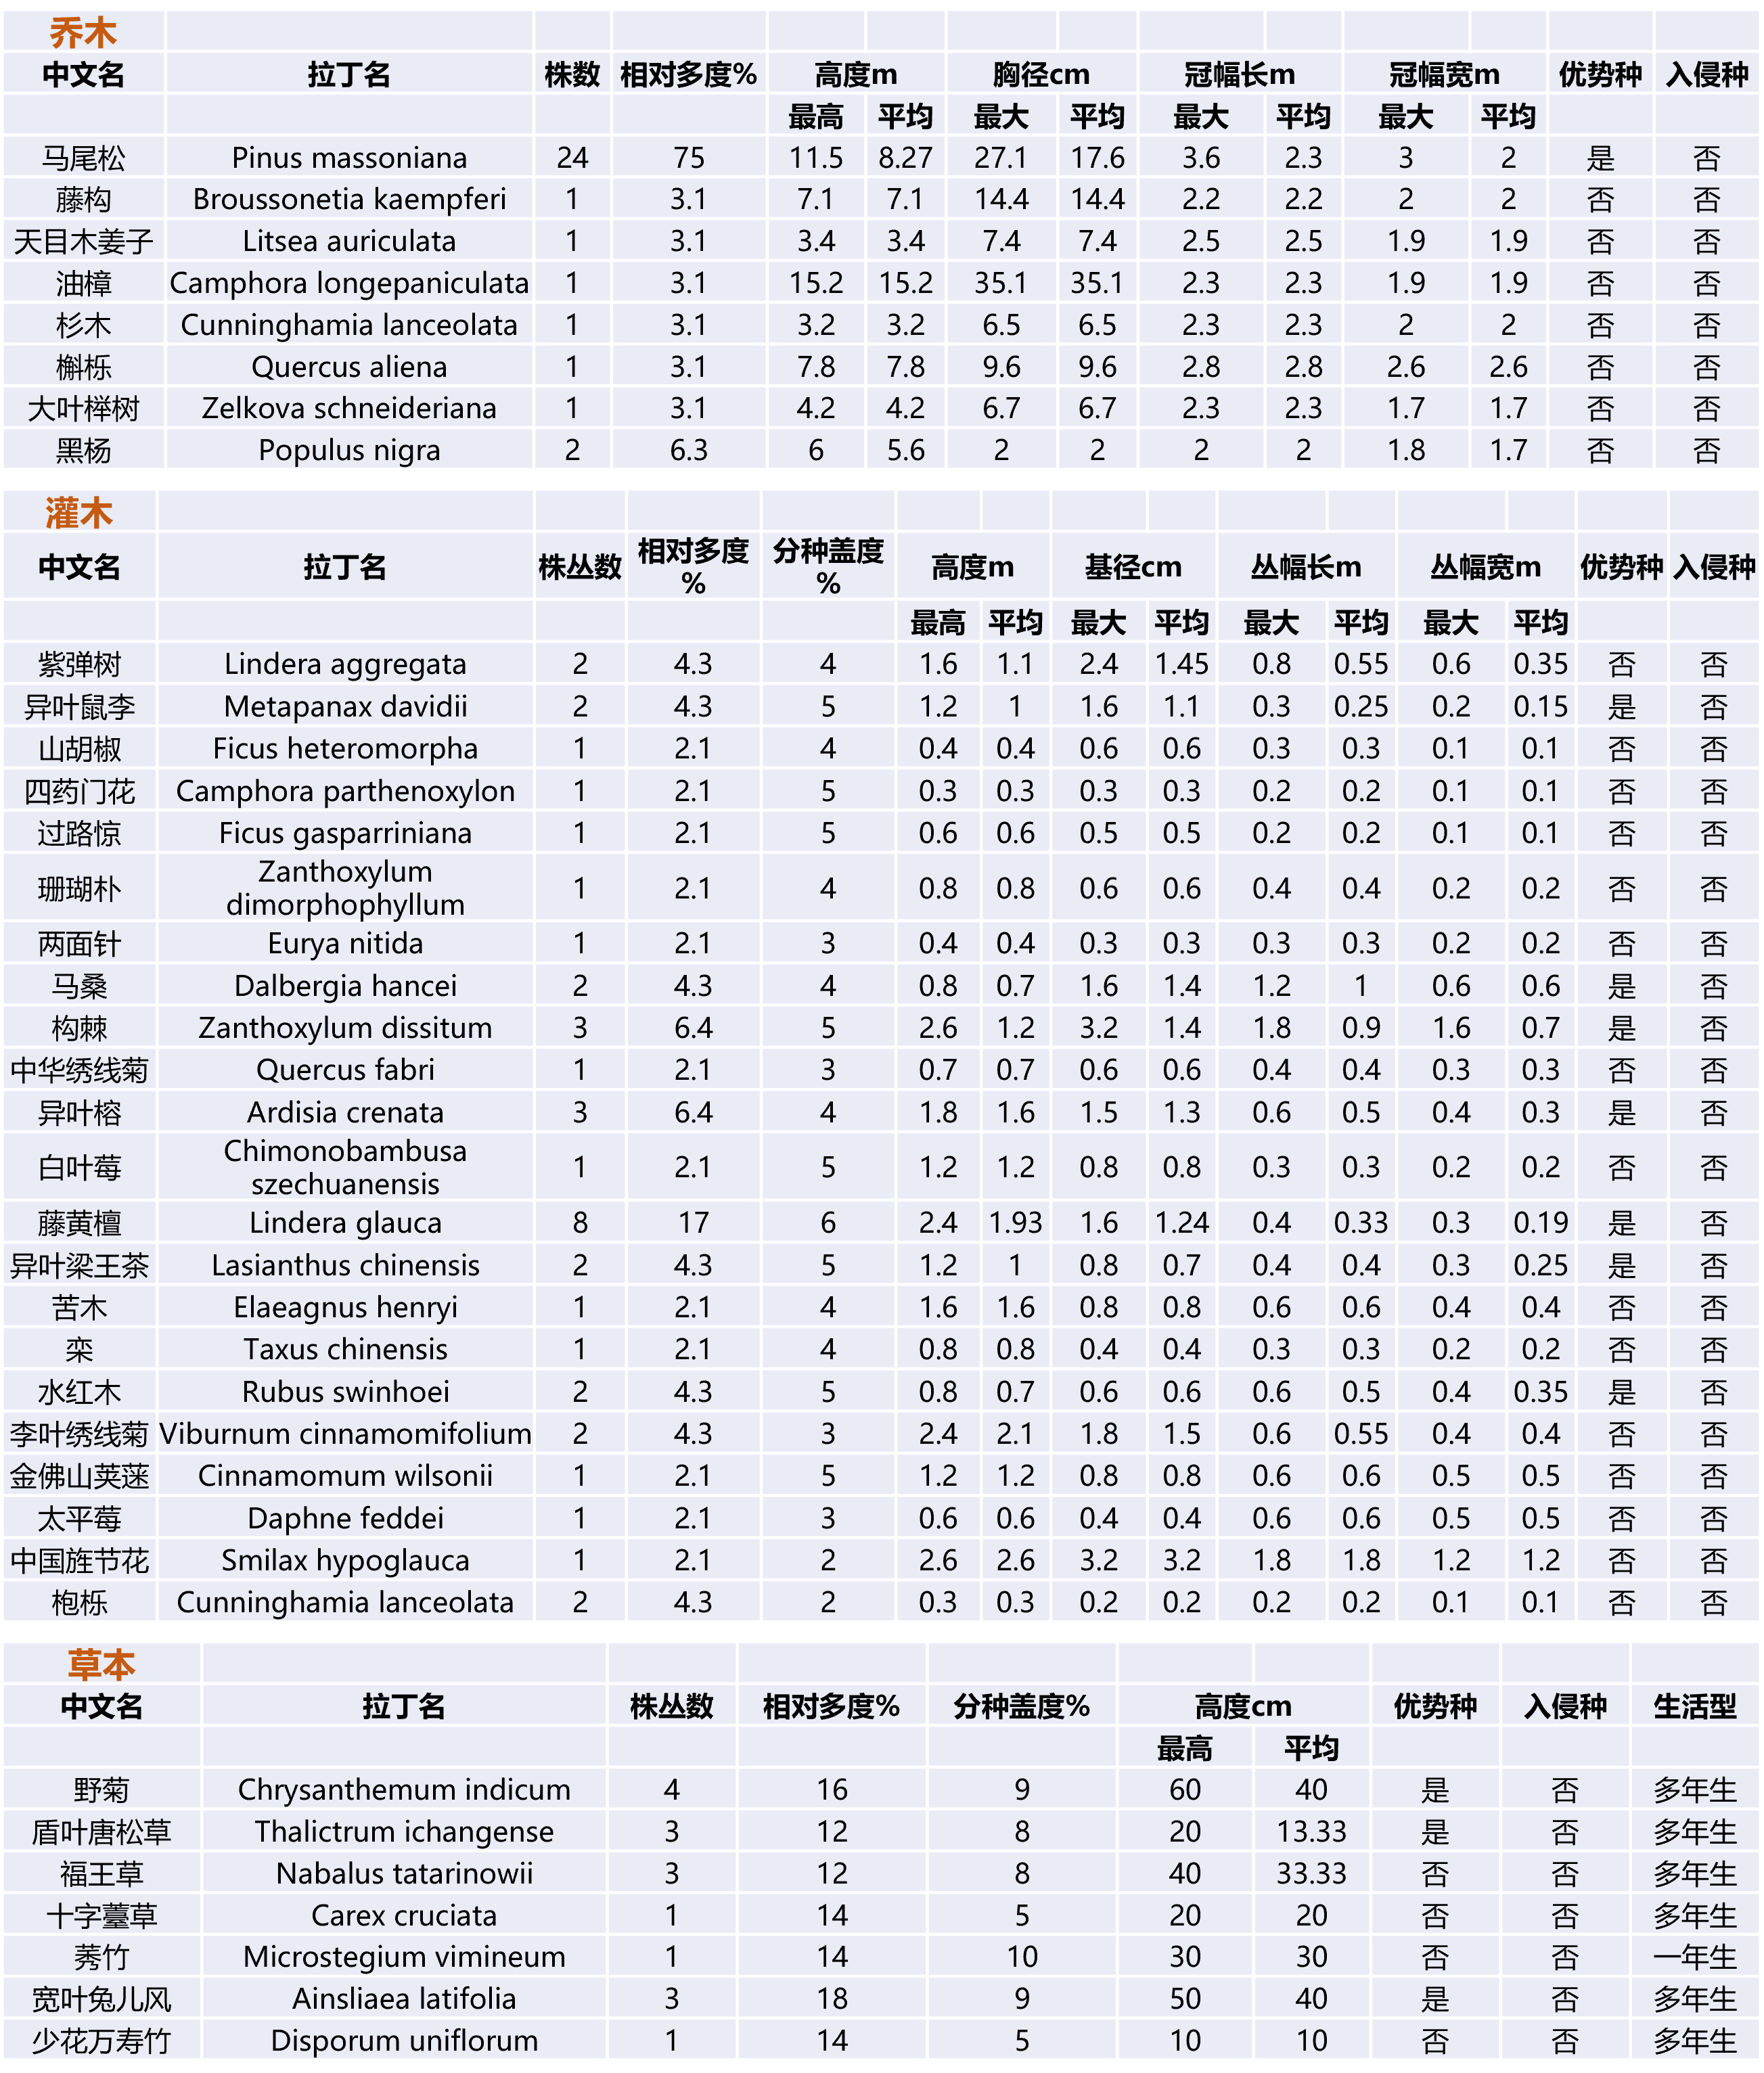 乔木
中文名 拉丁名 株数 相对多度% 高度m 胸径cm 冠幅长m 冠幅宽m 优势种 入侵种
最高 平均 最大 平均 最大 平均 最大 平均
马尾松 Pinus massoniana 24 75 11.5 8.27 27.1 17.6 3.6 2.3 3 2 是 否
藤构 Broussonetia kaempferi 1 3.1 7.1 7.1 14.4 14.4 2.2 2.2 2 2 否 否
天目木姜子 Litsea auriculata 1 3.1 3.4 3.4 7.4 7.4 2.5 2.5 1.9 1.9 否 否
油樟 Camphora longepaniculata 1 3.1 15.2 15.2 35.1 35.1 2.3 2.3 1.9 1.9 否 否
杉木 Cunninghamia lanceolata 1 3.1 3.2 3.2 6.5 6.5 2.3 2.3 2 2 否 否
槲栎 Quercus aliena 1 3.1 7.8 7.8 9.6 9.6 2.8 2.8 2.6 2.6 否 否
大叶榉树 Zelkova schneideriana 1 3.1 4.2 4.2 6.7 6.7 2.3 2.3 1.7 1.7 否 否
黑杨 Populus nigra 2 6.3 6 5.6 2 2 2 2 1.8 1.7 否 否
灌木
中文名 拉丁名 株丛数 相对多度 % 分种盖度 % 高度m 基径cm 丛幅长m 丛幅宽m 优势种 入侵种
最高 平均 最大 平均 最大 平均 最大 平均
紫弹树 Lindera aggregata 2 4.3 4 1.6 1.1 2.4 1.45 0.8 0.55 0.6 0.35 否 否
异叶鼠李 Metapanax davidii 2 4.3 5 1.2 1 1.6 1.1 0.3 0.25 0.2 0.15 是 否
山胡椒 Ficus heteromorpha 1 2.1 4 0.4 0.4 0.6 0.6 0.3 0.3 0.1 0.1 否 否
四药门花 Camphora parthenoxylon 1 2.1 5 0.3 0.3 0.3 0.3 0.2 0.2 0.1 0.1 否 否
过路惊 Ficus gasparriniana 1 2.1 5 0.6 0.6 0.5 0.5 0.2 0.2 0.1 0.1 否 否
珊瑚朴 Zanthoxylum dimorphophyllum 1 2.1 4 0.8 0.8 0.6 0.6 0.4 0.4 0.2 0.2 否 否
两面针 Eurya nitida 1 2.1 3 0.4 0.4 0.3 0.3 0.3 0.3 0.2 0.2 否 否
马桑 Dalbergia hancei 2 4.3 4 0.8 0.7 1.6 1.4 1.2 1 0.6 0.6 是 否
构棘 Zanthoxylum dissitum 3 6.4 5 2.6 1.2 3.2 1.4 1.8 0.9 1.6 0.7 是 否
中华绣线菊 Quercus fabri 1 2.1 3 0.7 0.7 0.6 0.6 0.4 0.4 0.3 0.3 否 否
异叶榕 Ardisia crenata 3 6.4 4 1.8 1.6 1.5 1.3 0.6 0.5 0.4 0.3 是 否
白叶莓 Chimonobambusa szechuanensis 1 2.1 5 1.2 1.2 0.8 0.8 0.3 0.3 0.2 0.2 否 否
藤黄檀 Lindera glauca 8 17 6 2.4 1.93 1.6 1.24 0.4 0.33 0.3 0.19 是 否
异叶梁王茶 Lasianthus chinensis 2 4.3 5 1.2 1 0.8 0.7 0.4 0.4 0.3 0.25 是 否
苦木 Elaeagnus henryi 1 2.1 4 1.6 1.6 0.8 0.8 0.6 0.6 0.4 0.4 否 否
栾 Taxus chinensis 1 2.1 4 0.8 0.8 0.4 0.4 0.3 0.3 0.2 0.2 否 否
水红木 Rubus swinhoei 2 4.3 5 0.8 0.7 0.6 0.6 0.6 0.5 0.4 0.35 是 否
李叶绣线菊 Viburnum cinnamomifolium 2 4.3 3 2.4 2.1 1.8 1.5 0.6 0.55 0.4 0.4 否 否
金佛山荚蒾 Cinnamomum wilsonii 1 2.1 5 1.2 1.2 0.8 0.8 0.6 0.6 0.5 0.5 否 否
太平莓 Daphne feddei 1 2.1 3 0.6 0.6 0.4 0.4 0.6 0.6 0.5 0.5 否 否
中国旌节花 Smilax hypoglauca 1 2.1 2 2.6 2.6 3.2 3.2 1.8 1.8 1.2 1.2 否 否
枹栎 Cunninghamia lanceolata 2 4.3 2 0.3 0.3 0.2 0.2 0.2 0.2 0.1 0.1 否 否
草本
中文名 拉丁名 株丛数 相对多度% 分种盖度% 高度cm 优势种 入侵种 生活型
最高 平均
野菊 Chrysanthemum indicum 4 16 9 60 40 是 否 多年生
盾叶唐松草 Thalictrum ichangense 3 12 8 20 13.33 是 否 多年生
福王草 Nabalus tatarinowii 3 12 8 40 33.33 否 否 多年生
十字薹草 Carex cruciata 1 14 5 20 20 否 否 多年生
莠竹 Microstegium vimineum 1 14 10 30 30 否 否 一年生
宽叶兔儿风 Ainsliaea latifolia 3 18 9 50 40 是 否 多年生
少花万寿竹 Disporum uniflorum 1 14 5 10 10 否 否 多年生